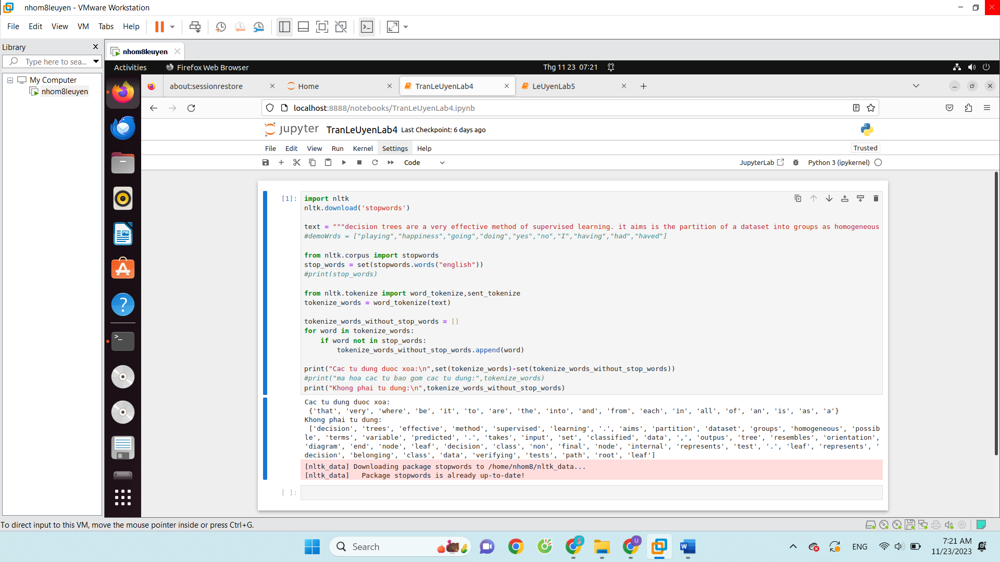 nhom8leuyen - VMware Workstation
File Edit View VM Tabs Help
Library
Type here to sea...
My Computer
nhom8leuyen
nhom8leuyen
Activities Firefox Web Browser Thg 11 23 07:21
about:sessionrestore Home TranLeUyenLab4 LeUyenLab5
localhost:8888/notebooks/TranLeUyenLab4.ipynb
jupyter TranLeUyenLab4 Last Checkpoint: 6 days ago
File Edit View Run Kernel Settings Help Trusted
Code JupyterLab Python 3 (ipykernel)
[1]: import nltk
nltk.download('stopwords')
text = """decision trees are a very effective method of supervised learning. it aims is the partition of a dataset into groups as homogeneous
#demoWrds = ["playing","happiness","going","doing","yes","no","I","having","had","haved"]
from nltk.corpus import stopwords
stop_words = set(stopwords.words("english"))
#print(stop_words)
from nltk.tokenize import word_tokenize,sent_tokenize
tokenize_words = word_tokenize(text)
tokenize_words_without_stop_words = []
for word in tokenize_words:
    if word not in stop_words:
        tokenize_words_without_stop_words.append(word)
print("Cac tu dung duoc xoa:\n",set(tokenize_words)-set(tokenize_words_without_stop_words))
#print("ma hoa cac tu bao gom cac tu dung:",tokenize_words)
print("Khong phai tu dung:\n",tokenize_words_without_stop_words)
Cac tu dung duoc xoa:
 {'that', 'very', 'where', 'be', 'it', 'to', 'are', 'the', 'into', 'and', 'from', 'each', 'in', 'all', 'of', 'an', 'is', 'as', 'a'}
Khong phai tu dung:
 ['decision', 'trees', 'effective', 'method', 'supervised', 'learning', '.', 'aims', 'partition', 'dataset', 'groups', 'homogeneous', 'possib
le', 'terms', 'variable', 'predicted', '.', 'takes', 'input', 'set', 'classified', 'data', ',', 'outpus', 'tree', 'resembles', 'orientation',
'diagram', 'end', 'node', 'leaf', 'decision', 'class', 'non', 'final', 'node', 'internal', 'represents', 'test', '.', 'leaf', 'represents', '
decision', 'belonging', 'class', 'data', 'verifying', 'tests', 'path', 'root', 'leaf']
[nltk_data] Downloading package stopwords to /home/nhom8/nltk_data...
[nltk_data]   Package stopwords is already up-to-date!
[ ]:
To direct input to this VM, move the mouse pointer inside or press Ctrl+G.
Search
ENG
7:21 AM
11/23/2023